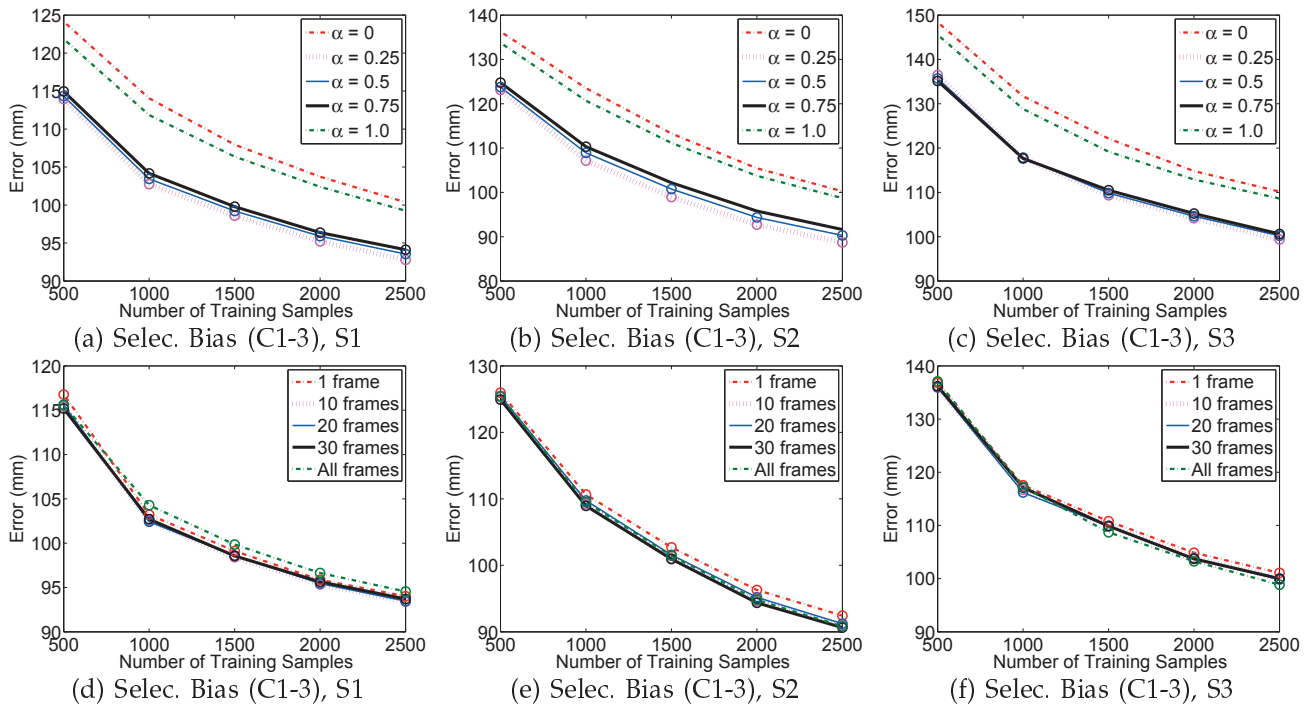 125
120
115
110
105
100
95
90
Error (mm)
α = 0
α = 0.25
α = 0.5
α = 0.75
α = 1.0
500 1000 1500 2000 2500
Number of Training Samples
(a) Selec. Bias (C1-3), S1
140
130
120
110
100
90
80
Error (mm)
α = 0
α = 0.25
α = 0.5
α = 0.75
α = 1.0
500 1000 1500 2000 2500
Number of Training Samples
(b) Selec. Bias (C1-3), S2
150
140
130
120
110
100
90
Error (mm)
α = 0
α = 0.25
α = 0.5
α = 0.75
α = 1.0
500 1000 1500 2000 2500
Number of Training Samples
(c) Selec. Bias (C1-3), S3
120
115
110
105
100
95
90
Error (mm)
1 frame
10 frames
20 frames
30 frames
All frames
500 1000 1500 2000 2500
Number of Training Samples
(d) Selec. Bias (C1-3), S1
130
120
110
100
90
Error (mm)
1 frame
10 frames
20 frames
30 frames
All frames
500 1000 1500 2000 2500
Number of Training Samples
(e) Selec. Bias (C1-3), S2
140
130
120
110
100
90
Error (mm)
1 frame
10 frames
20 frames
30 frames
All frames
500 1000 1500 2000 2500
Number of Training Samples
(f) Selec. Bias (C1-3), S3